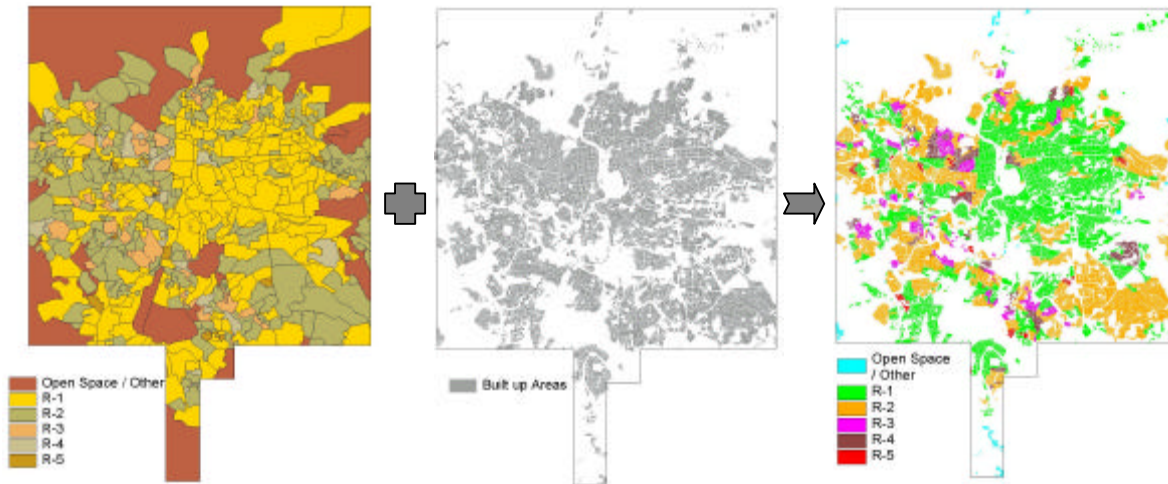 Open Space / Other
R-1
R-2
R-3
R-4
R-5
Built up Areas
Open Space
/ Other
R-1
R-2
R-3
R-4
R-5